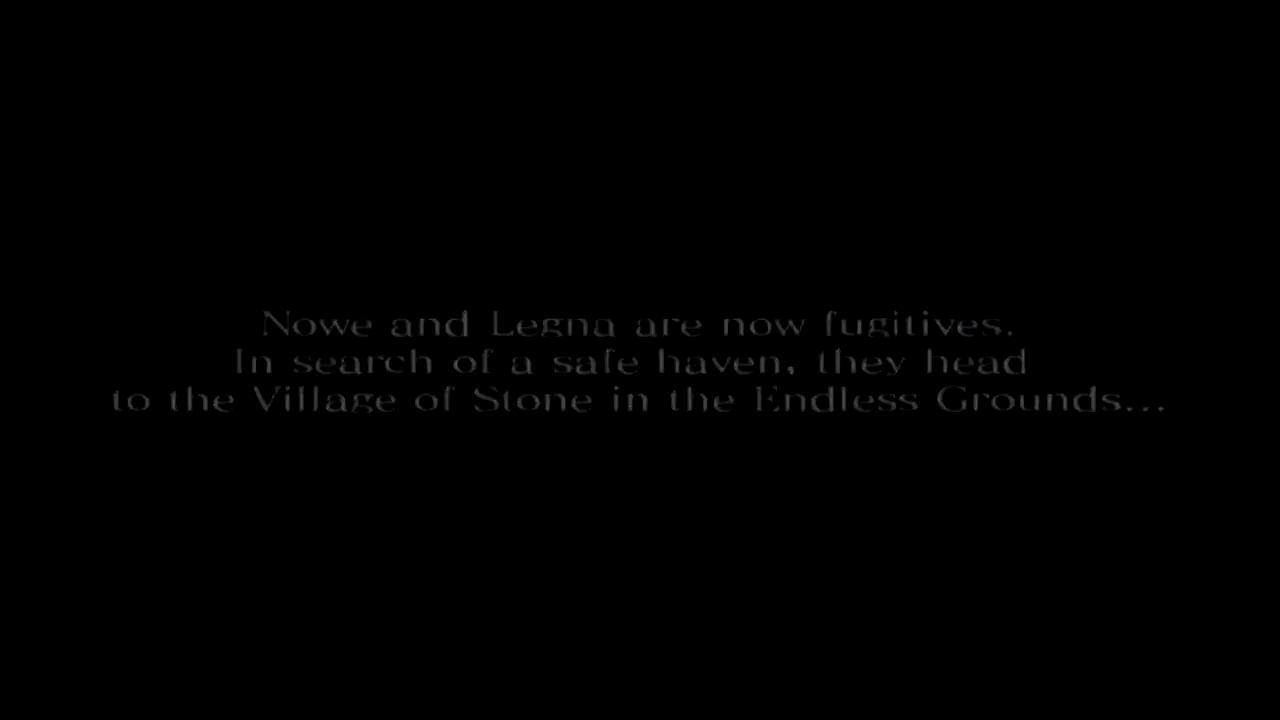 Nowe and Legna are now fugitives.
In search of a safe haven, they head
to the Village of Stone in the Endless Grounds...